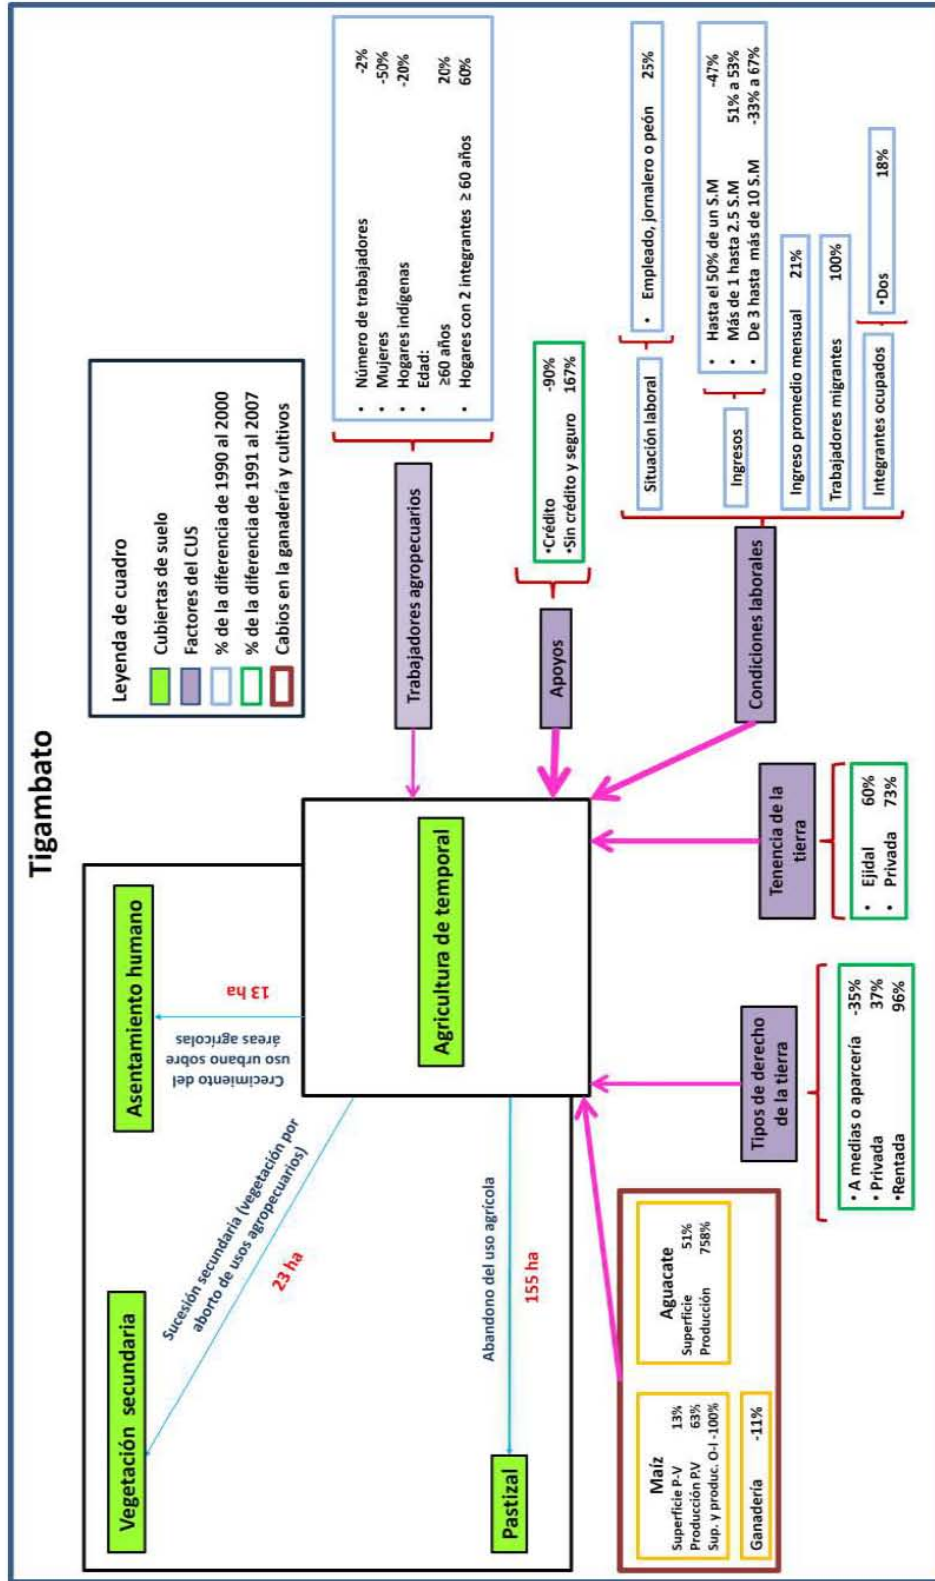 Tigambato
Leyenda de cuadro
Cubiertas de suelo
Factores del CUS
% de la diferencia de 1990 al 2000
% de la diferencia de 1991 al 2007
Cabios en la ganadería y cultivos
Vegetación secundaria
Asentamiento humano
Crecimiento del
uso urbano sobre
áreas agrícolas
13 ha
Sucesión secundaria (vegetación por
aborto de usos agropecuarios)
23 ha
Agricultura de temporal
Abandono del uso agrícola
155 ha
Pastizal
Trabajadores agropecuarios
• Número de trabajadores -2%
• Mujeres -50%
• Hogares indígenas -20%
• Edad:
≥60 años 20%
• Hogares con 2 integrantes ≥ 60 años 60%
Apoyos
•Crédito -90%
•Sin crédito y seguro 167%
Condiciones laborales
Situación laboral
• Empleado, jornalero o peón 25%
Ingresos
• Hasta el 50% de un S.M -47%
• Más de 1 hasta 2.5 S.M 51% a 53%
• De 3 hasta más de 10 S.M -33% a 67%
Ingreso promedio mensual 21%
Trabajadores migrantes 100%
Integrantes ocupados
•Dos 18%
Tenencia de la
tierra
• Ejidal 60%
• Privada 73%
Tipos de derecho
de la tierra
• A medias o aparcería -35%
• Privada 37%
•Rentada 96%
Maíz
Superficie P-V 13%
Producción P.V 63%
Sup. y produc. O-I -100%
Aguacate
Superficie 51%
Producción 758%
Ganadería -11%